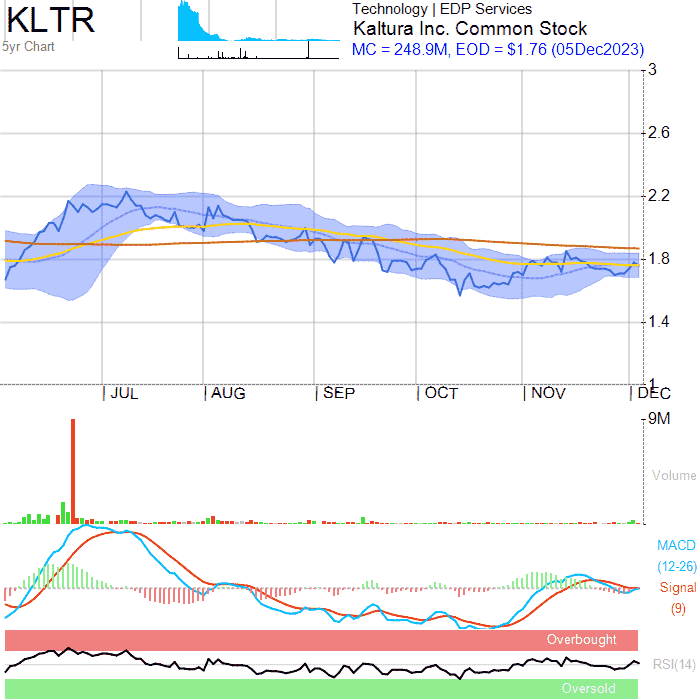 KLTR
5yr Chart
Technology | EDP Services
Kaltura Inc. Common Stock
MC = 248.9M, EOD = $1.76 (05Dec2023)
3
2.6
2.2
1.8
1.4
1
JUL AUG SEP OCT NOV DEC
9M
Volume
MACD
(12-26)
Signal
(9)
Overbought
RSI(14)
Oversold